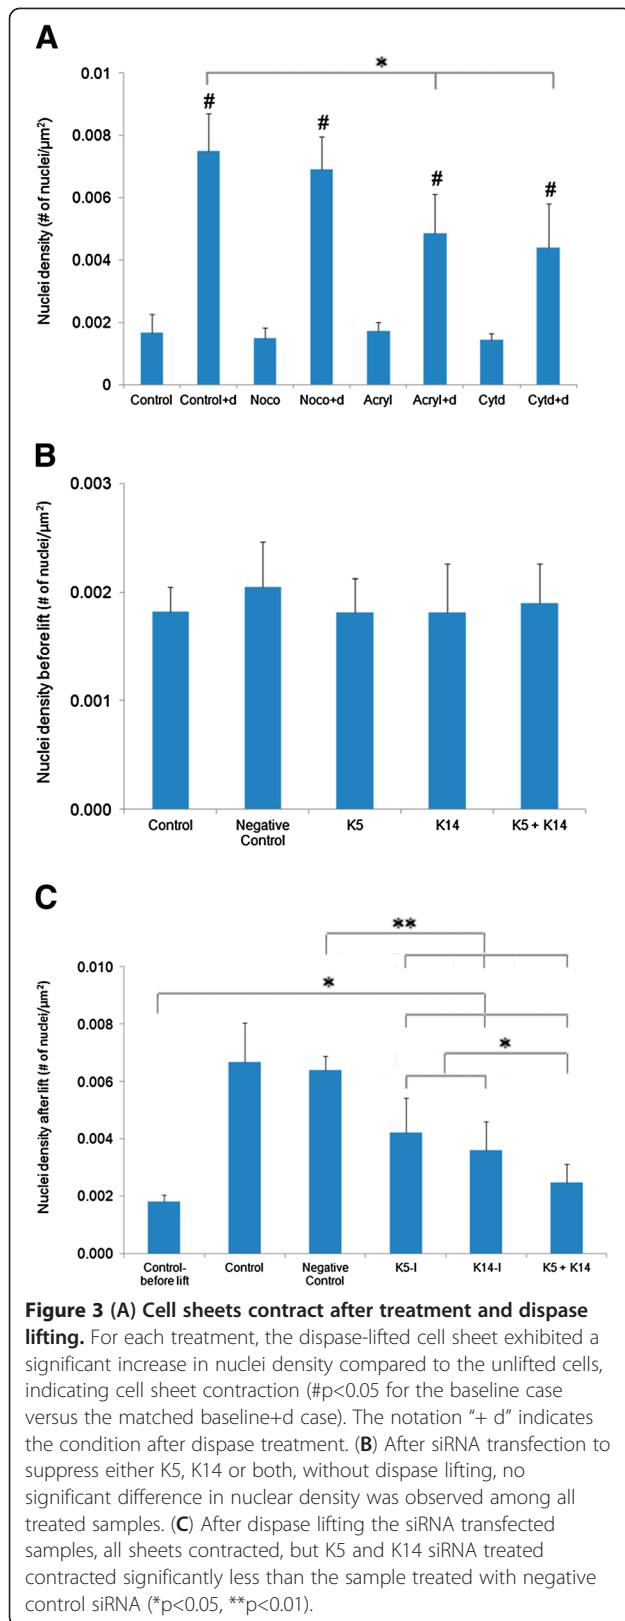 A
*
0.01
#
#
0.008
#
#
0.006
0.004
0.002
0
Nuclei density (# of nuclei/µm²)
Control Control+d Noco Noco+d Acryl Acryl+d Cytd Cytd+d
B
0.003
0.002
0.001
0.000
Nuclei density before lift (# of nuclei/µm²)
Control Negative Control K5 K14 K5 + K14
C
**
*
*
0.010
0.008
0.006
0.004
0.002
0.000
Nuclei density after lift (# of nuclei/µm²)
Control-before lift Control Negative Control K5-I K14-I K5 + K14
Figure 3 (A) Cell sheets contract after treatment and dispase
lifting. For each treatment, the dispase-lifted cell sheet exhibited a
significant increase in nuclei density compared to the unlifted cells,
indicating cell sheet contraction (#p<0.05 for the baseline case
versus the matched baseline+d case). The notation “+ d” indicates
the condition after dispase treatment. (B) After siRNA transfection to
suppress either K5, K14 or both, without dispase lifting, no
significant difference in nuclear density was observed among all
treated samples. (C) After dispase lifting the siRNA transfected
samples, all sheets contracted, but K5 and K14 siRNA treated
contracted significantly less than the sample treated with negative
control siRNA (*p<0.05, **p<0.01).